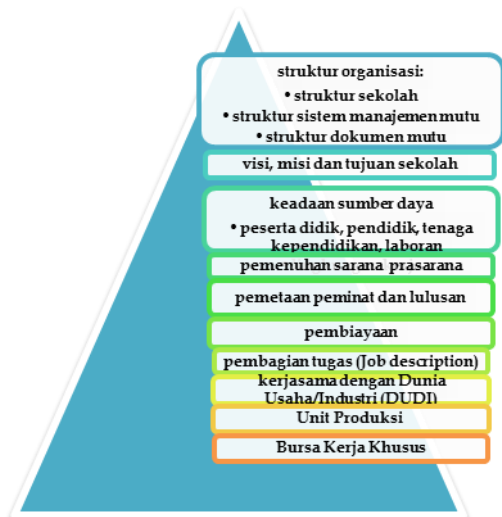 struktur organisasi:
• struktur sekolah
• struktur sistem manajemen mutu
• struktur dokumen mutu
visi, misi dan tujuan sekolah
keadaan sumber daya
• peserta didik, pendidik, tenaga
kependidikan, laboran
pemenuhan sarana prasarana
pemetaan peminat dan lulusan
pembiayaan
pembagian tugas (Job description)
kerjasama dengan Dunia
Usaha/Industri (DUDI)
Unit Produksi
Bursa Kerja Khusus